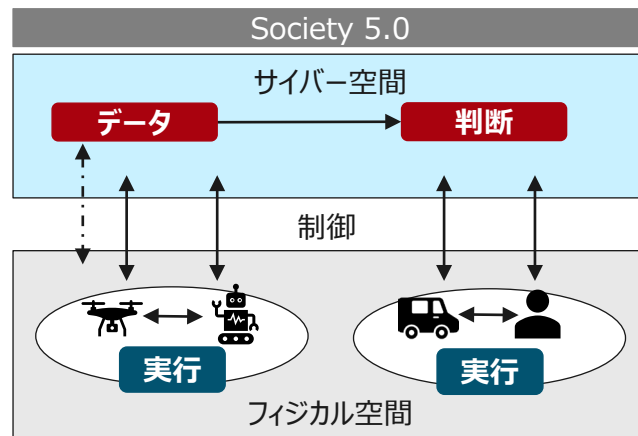 Society 5.0
サイバー空間
データ
判断
制御
実行
実行
フィジカル空間